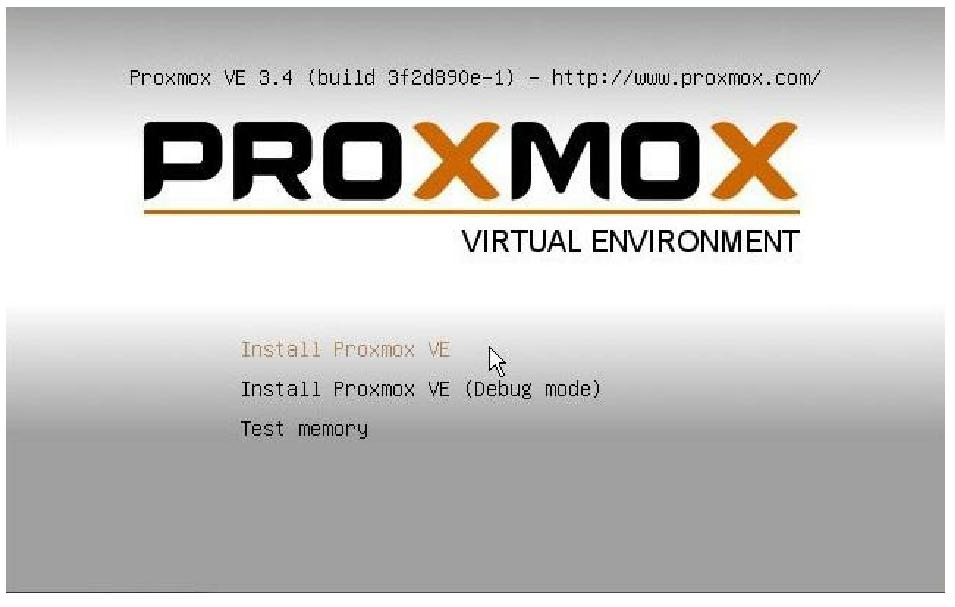 Proxmox VE 3.4 (build 3f2d890e-1) - http://www.proxmox.com/
PROXMOX
VIRTUAL ENVIRONMENT
Install Proxmox VE
Install Proxmox VE (Debug mode)
Test memory